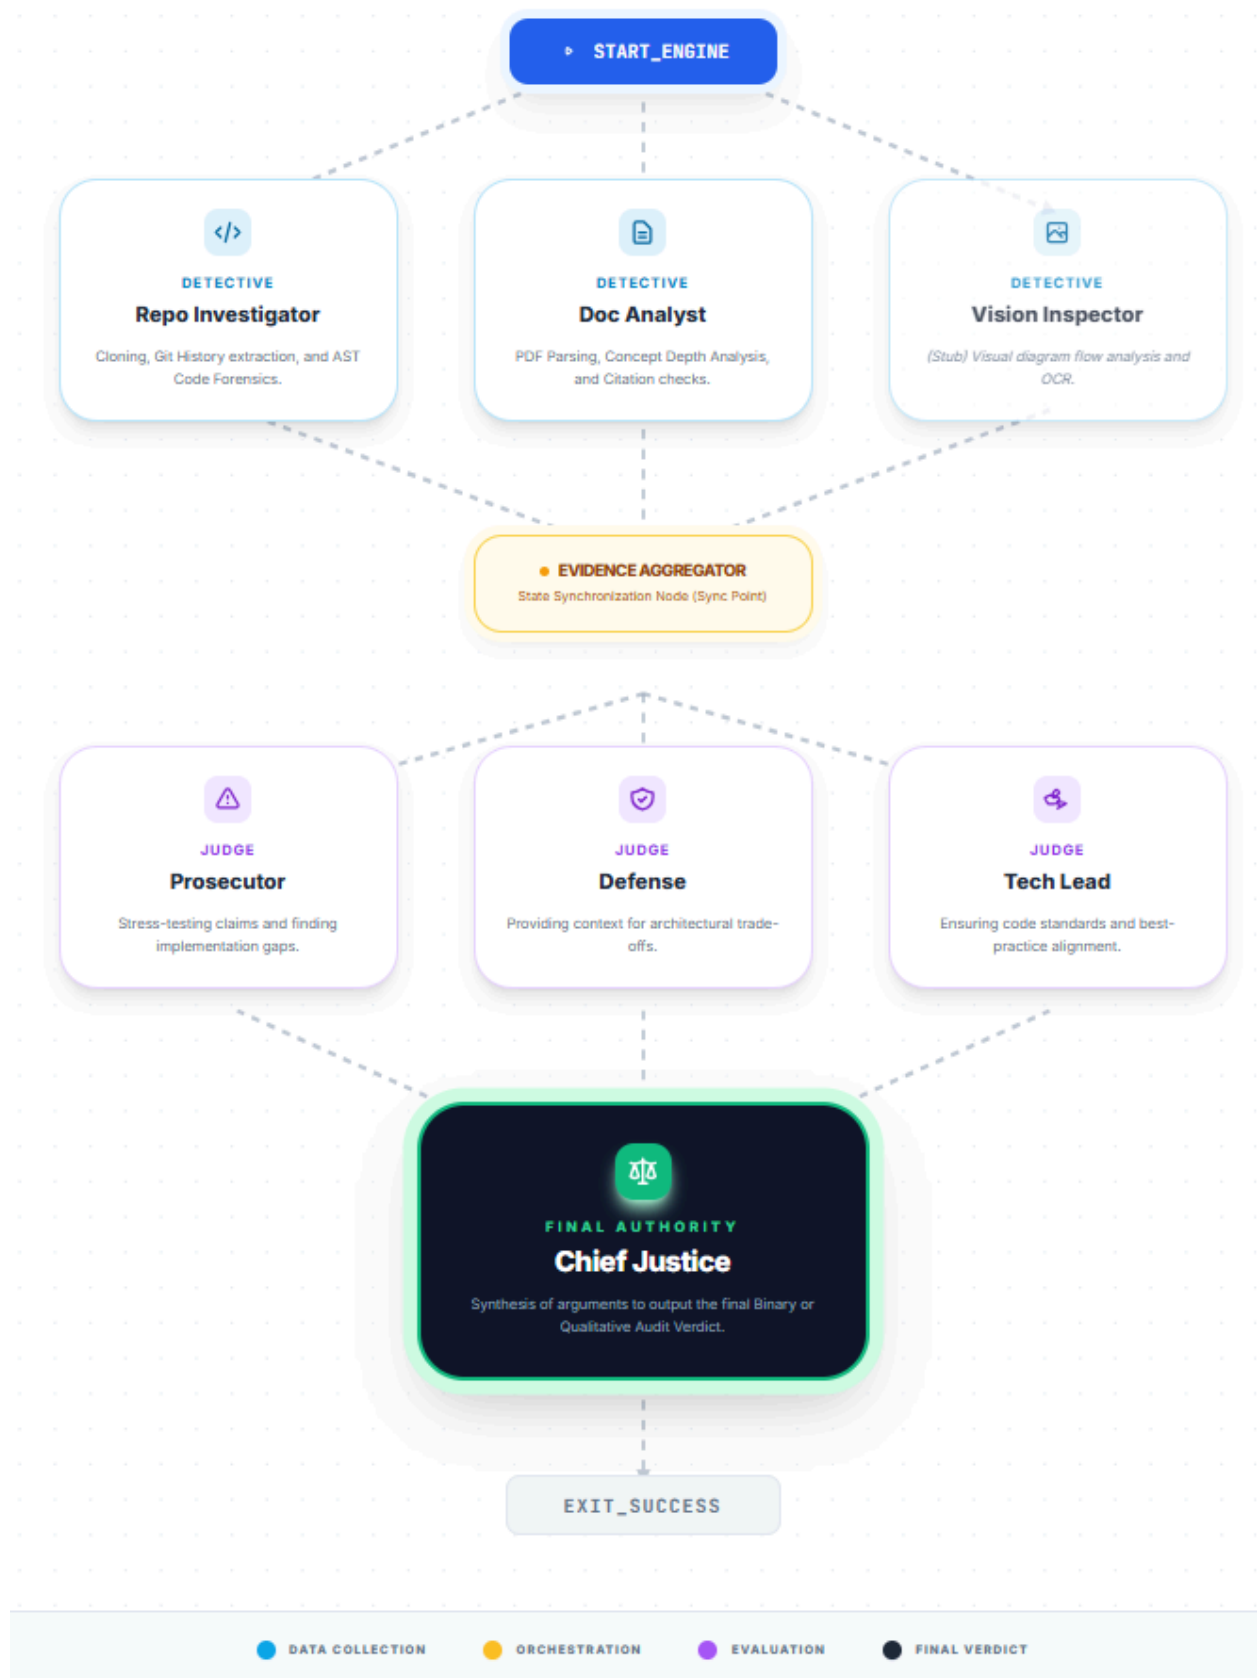 START_ENGINE
DETECTIVE
Repo Investigator
Cloning, Git History extraction, and AST
Code Forensics.
DETECTIVE
Doc Analyst
PDF Parsing, Concept Depth Analysis,
and Citation checks.
DETECTIVE
Vision Inspector
(Stub) Visual diagram flow analysis and
OCR.
EVIDENCE AGGREGATOR
State Synchronization Node (Sync Point)
JUDGE
Prosecutor
Stress-testing claims and finding
implementation gaps.
JUDGE
Defense
Providing context for architectural trade-
offs.
JUDGE
Tech Lead
Ensuring code standards and best-
practice alignment.
FINAL AUTHORITY
Chief Justice
Synthesis of arguments to output the final Binary or
Qualitative Audit Verdict.
EXIT_SUCCESS
DATA COLLECTION
ORCHESTRATION
EVALUATION
FINAL VERDICT